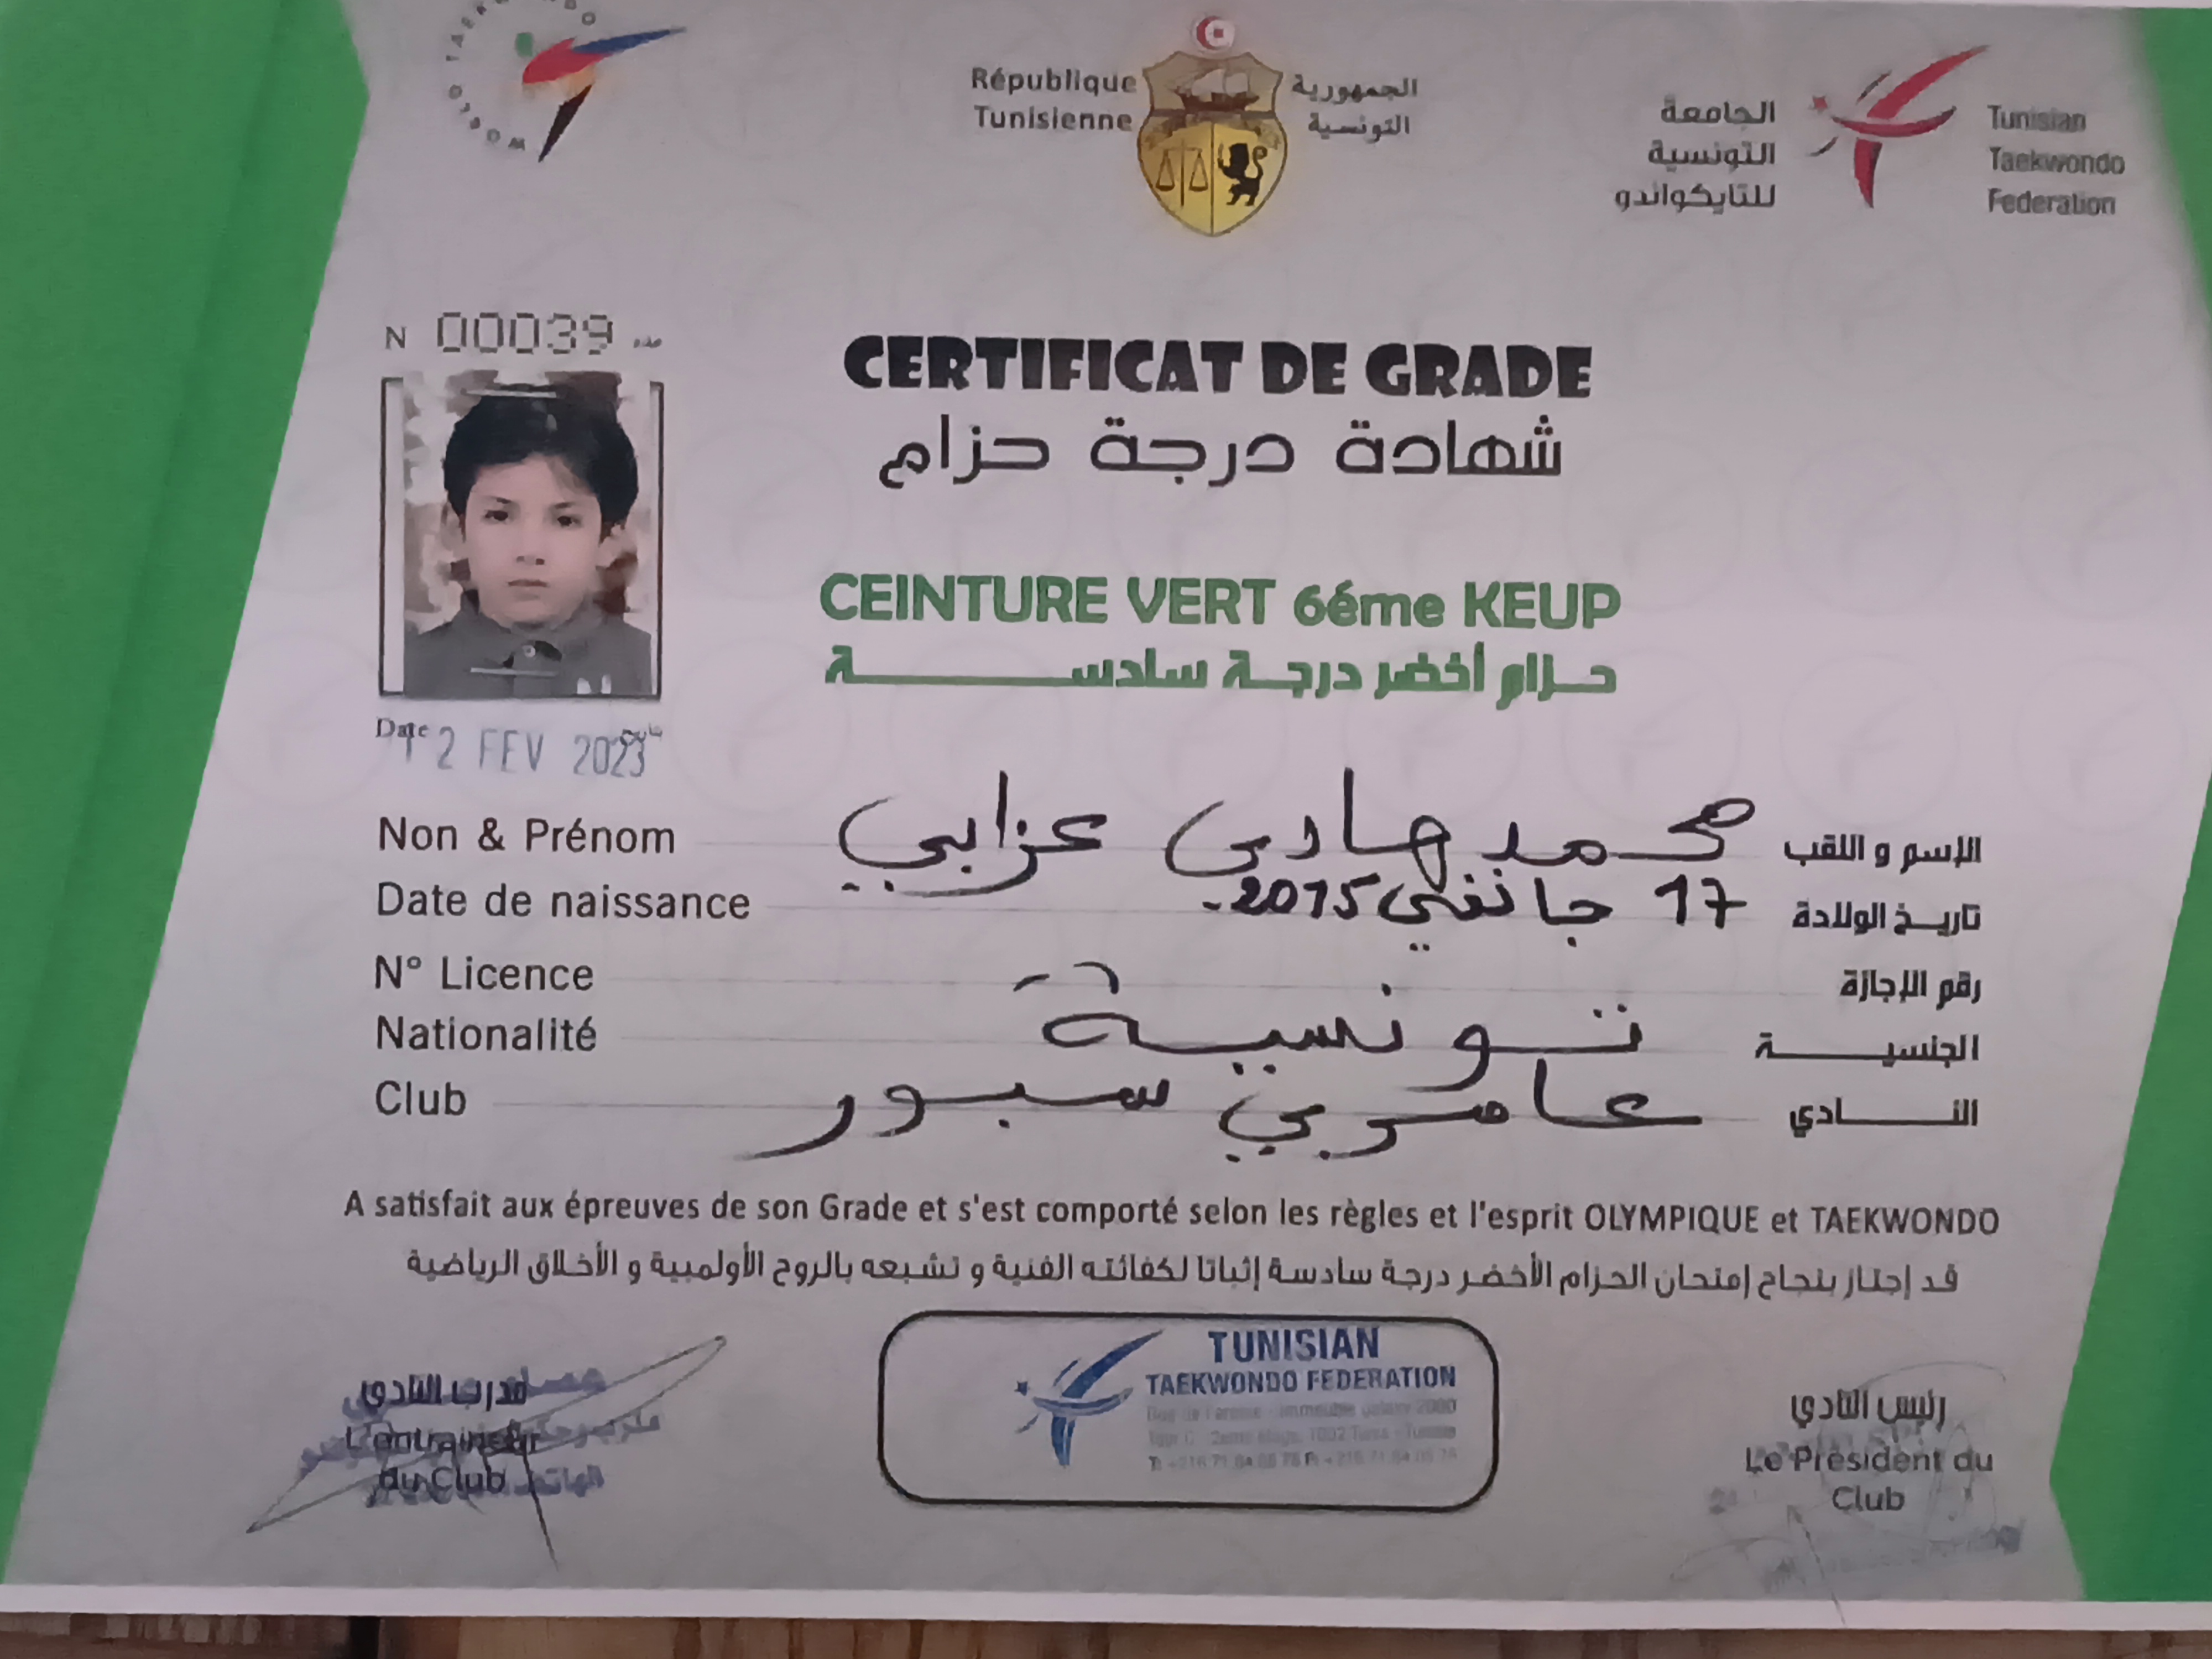 WORLD TAEKWONDO
République
Tunisienne
الجمهورية
التونسية
الجامعة
التونسية
للتايكواندو
Tunisian
Taekwondo
Federation
N 00039 عدد
CERTIFICAT DE GRADE
شهادة درجة حزام
CEINTURE VERT 6éme KEUP
حزام أخضر درجة سادسة
Date 12 FEV 2023
Non & Prénom محمد هادي عزابي الإسم و اللقب
Date de naissance 17 جانفي 2015 تاريخ الولادة
N° Licence رقم الإجازة
Nationalité تونسية الجنسية
Club عامري سبور النادي
A satisfait aux épreuves de son Grade et s'est comporté selon les règles et l'esprit OLYMPIQUE et TAEKWONDO
قد إجتاز بنجاح إمتحان الحزام الأخضر درجة سادسة إثباتا لكفائته الفنية و تشبعه بالروح الأولمبية و الأخلاق الرياضية
مدرب النادي
L'entraineur
du Club
TUNISIAN
TAEKWONDO FEDERATION
رئيس النادي
Le Président du
Club